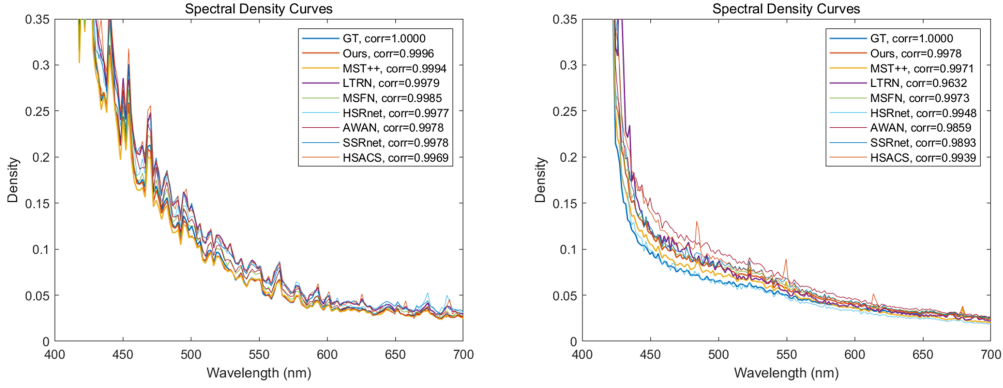 Spectral Density Curves
0.35
0.3
0.25
0.2
0.15
0.1
0.05
0
Density
GT, corr=1.0000
Ours, corr=0.9996
MST++, corr=0.9994
LTRN, corr=0.9979
MSFN, corr=0.9985
HSRnet, corr=0.9977
AWAN, corr=0.9978
SSRnet, corr=0.9978
HSACS, corr=0.9969
400 450 500 550 600 650 700
Wavelength (nm)
Spectral Density Curves
0.35
0.3
0.25
0.2
0.15
0.1
0.05
0
Density
GT, corr=1.0000
Ours, corr=0.9978
MST++, corr=0.9971
LTRN, corr=0.9632
MSFN, corr=0.9973
HSRnet, corr=0.9948
AWAN, corr=0.9859
SSRnet, corr=0.9893
HSACS, corr=0.9939
400 450 500 550 600 650 700
Wavelength (nm)